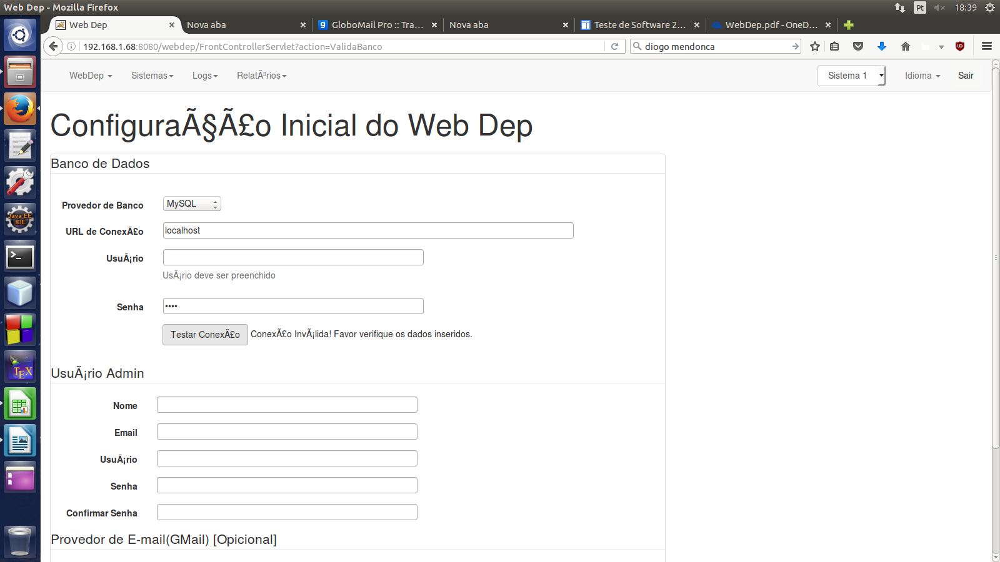 Web Dep - Mozilla Firefox
Pt
18:39
Web Dep
Nova aba
GloboMail Pro :: Tra...
Nova aba
Teste de Software 2...
WebDep.pdf - OneD...
192.168.1.68:8080/webdep/FrontControllerServlet?action=ValidaBanco
diogo mendonca
WebDep
Sistemas
Logs
RelatÃ³rios
Sistema 1
Idioma
Sair
ConfiguraÃ§Ã£o Inicial do Web Dep
Banco de Dados
Provedor de Banco
MySQL
URL de ConexÃ£o
localhost
UsuÃ¡rio
UsÃ¡rio deve ser preenchido
Senha
••••
Testar ConexÃ£o
ConexÃ£o InvÃ¡lida! Favor verifique os dados inseridos.
UsuÃ¡rio Admin
Nome
Email
UsuÃ¡rio
Senha
Confirmar Senha
Provedor de E-mail(GMail) [Opicional]
Java EE
IDE
TEX